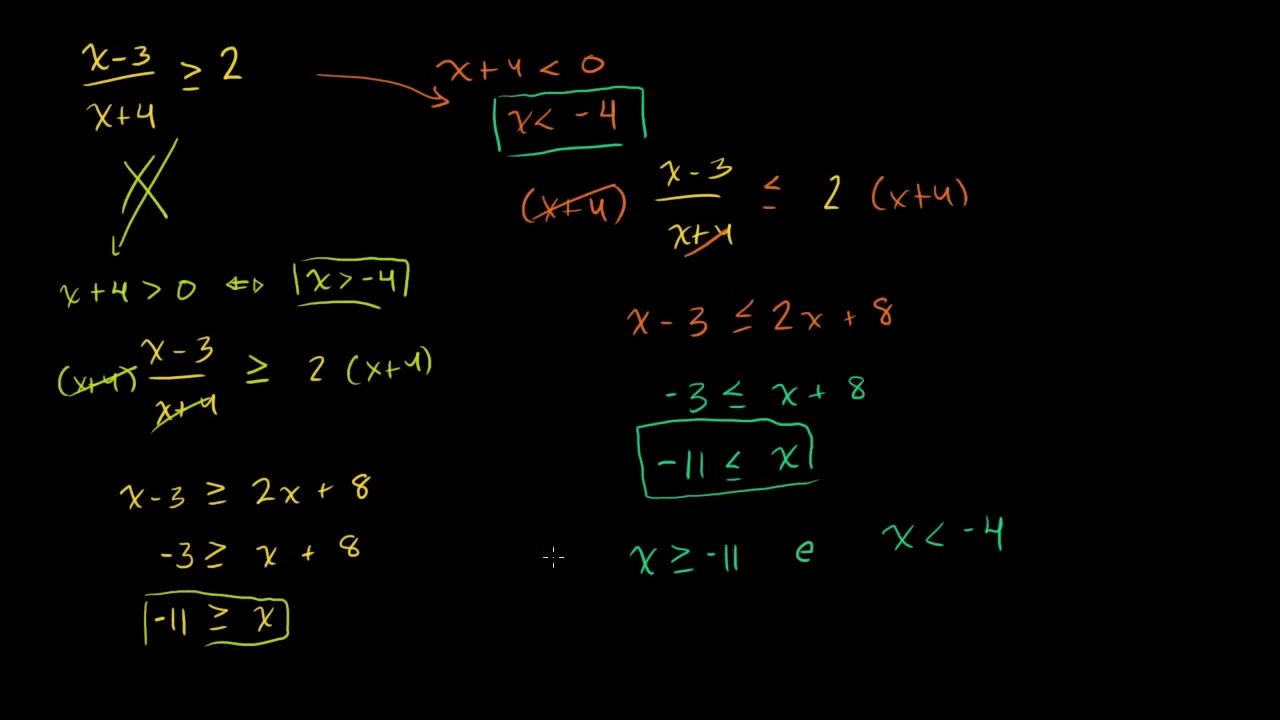 x-3/x+4 ≥ 2
x+4 > 0 ⇔ x > -4
(x+4) x-3/x+4 ≥ 2 (x+4)
x-3 ≥ 2x + 8
-3 ≥ x + 8
-11 ≥ x
x+4 < 0
x < -4
(x+4) x-3/x+4 ≤ 2 (x+4)
x-3 ≤ 2x + 8
-3 ≤ x + 8
-11 ≤ x
x ≥ -11 e x < -4